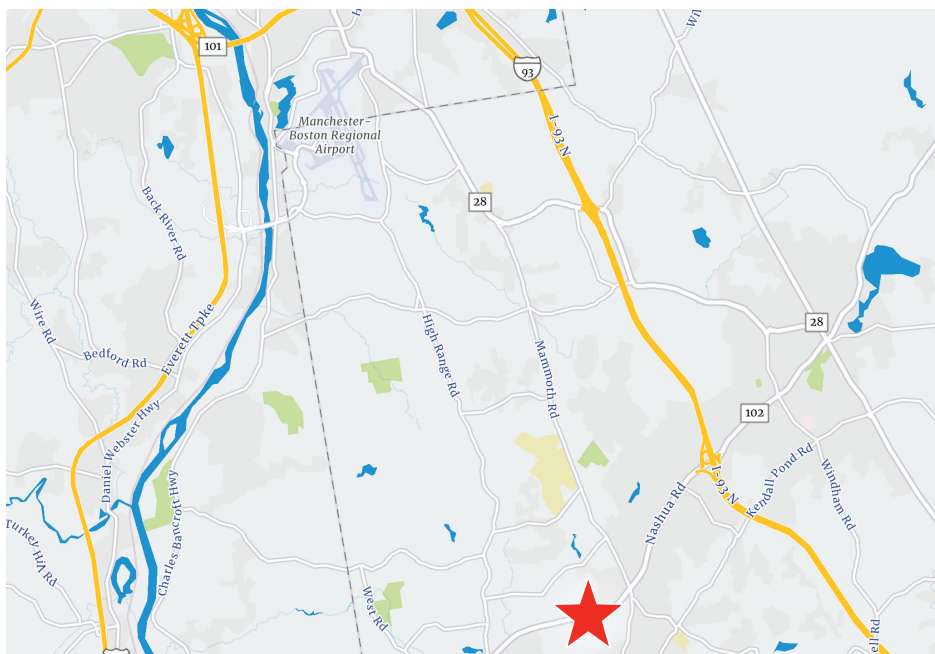 101
93
Manchester–
Boston Regional
Airport
I-93 N
Back River Rd
28
Wire Rd
Everett Tpke
Bedford Rd
High Range Rd
Mammoth Rd
28
102
Daniel Webster Hwy
Charles Bancroft Hwy
Nashua Rd
I-93 N
Kendall Pond Rd
Windham Rd
Turkey Hill Rd
West Rd
ell Rd